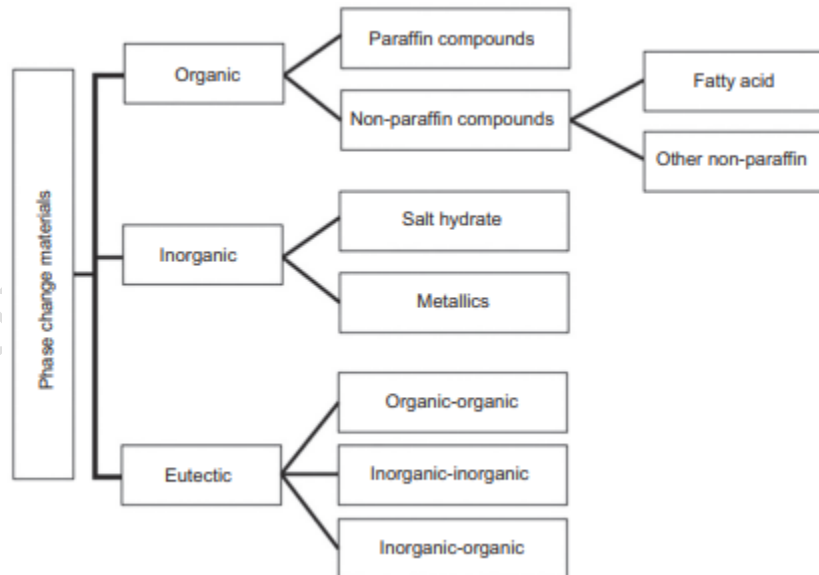 Phase change materials
Organic
Paraffin compounds
Non-paraffin compounds
Fatty acid
Other non-paraffin
Inorganic
Salt hydrate
Metallics
Eutectic
Organic-organic
Inorganic-inorganic
Inorganic-organic